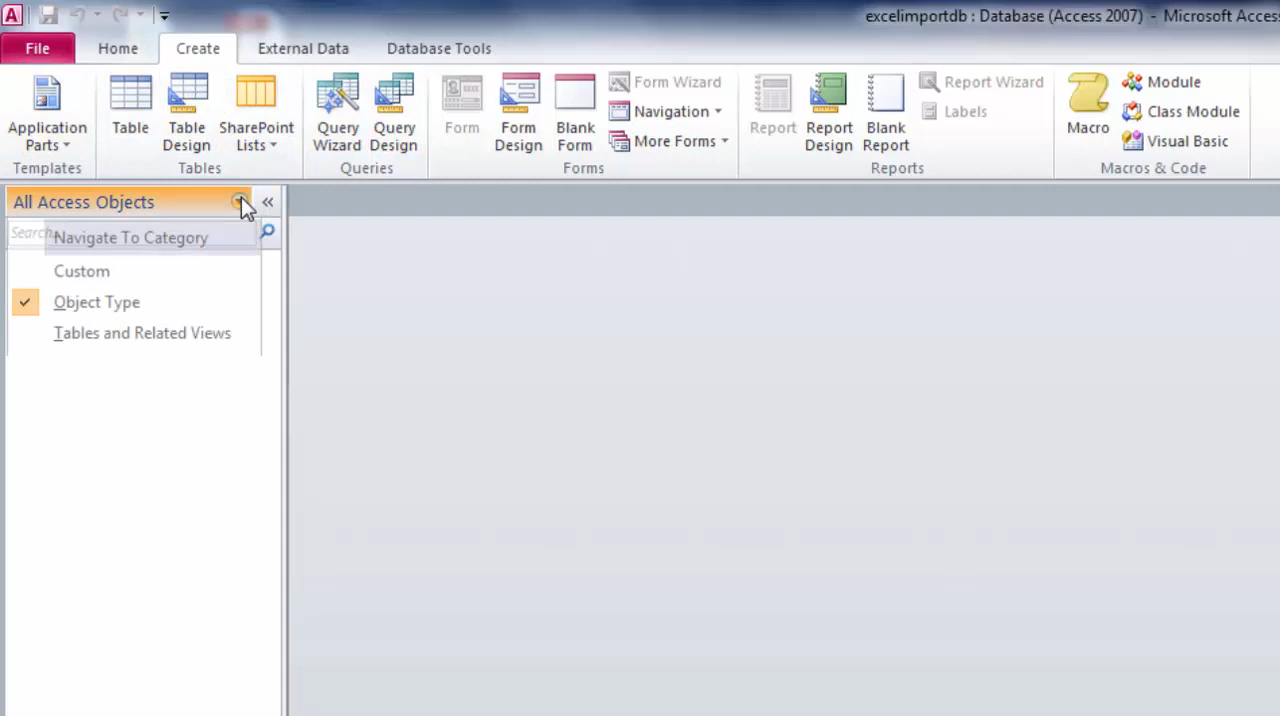 excelimportdb : Database (Access 2007) - Microsoft Access
File Home Create External Data Database Tools
Application Parts
Table
Table Design
SharePoint Lists
Query Wizard
Query Design
Form
Form Design
Blank Form
Form Wizard
Navigation
More Forms
Report
Report Design
Blank Report
Report Wizard
Labels
Macro
Module
Class Module
Visual Basic
Templates Tables Queries Forms Reports Macros & Code
All Access Objects
Search
Navigate To Category
Custom
Object Type
Tables and Related Views